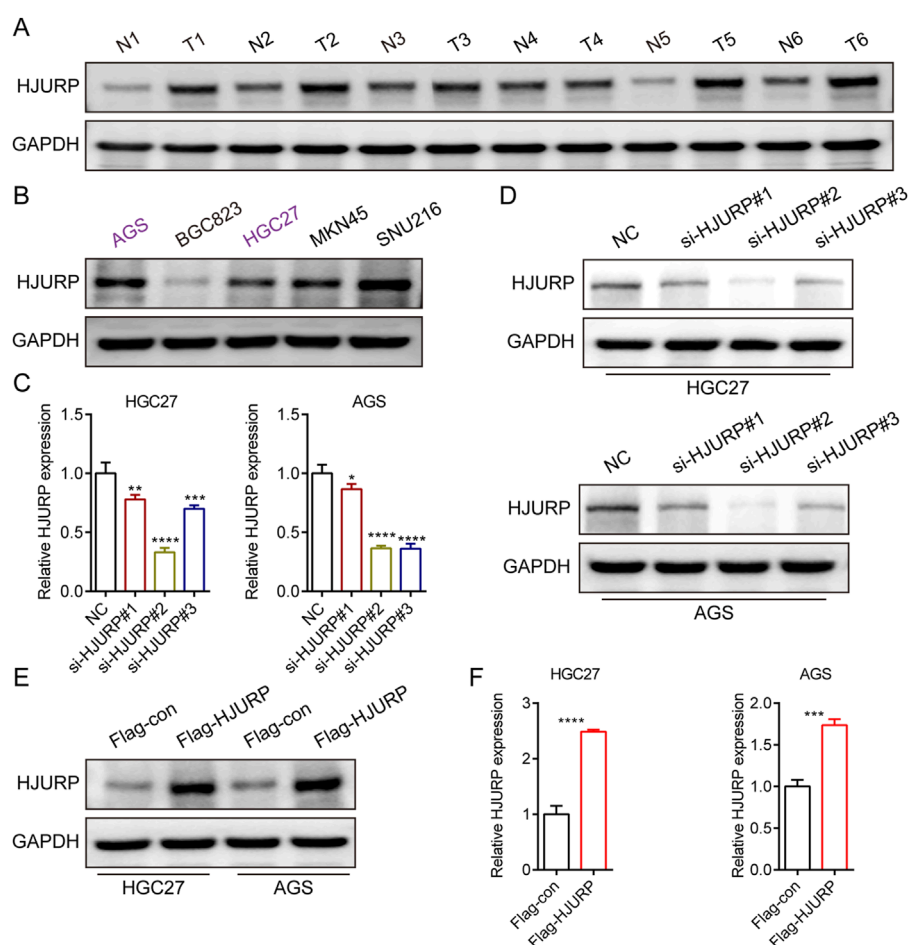 A
N1 T1 N2 T2 N3 T3 N4 T4 N5 T5 N6 T6
HJURP
GAPDH
B
AGS BGC823 HGC27 MKN45 SNU216
HJURP
GAPDH
C
HGC27
Relative HJURP expression
1.5
1.0
0.5
0.0
** **** ***
NC si-HJURP#1 si-HJURP#2 si-HJURP#3
AGS
Relative HJURP expression
1.5
1.0
0.5
0.0
* **** ****
NC si-HJURP#1 si-HJURP#2 si-HJURP#3
D
NC si-HJURP#1 si-HJURP#2 si-HJURP#3
HJURP
GAPDH
HGC27
NC si-HJURP#1 si-HJURP#2 si-HJURP#3
HJURP
GAPDH
AGS
E
Flag-con Flag-HJURP Flag-con Flag-HJURP
HJURP
GAPDH
HGC27 AGS
F
HGC27
Relative HJURP expression
3
2
1
0
****
Flag-con Flag-HJURP
AGS
Relative HJURP expression
2.0
1.5
1.0
0.5
0.0
***
Flag-con Flag-HJURP